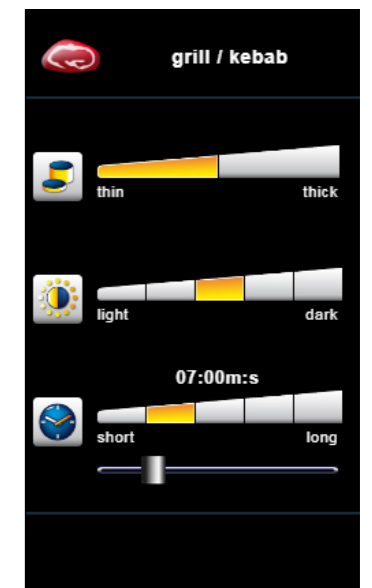 grill / kebab
thin thick
light dark
07:00m:s
short long